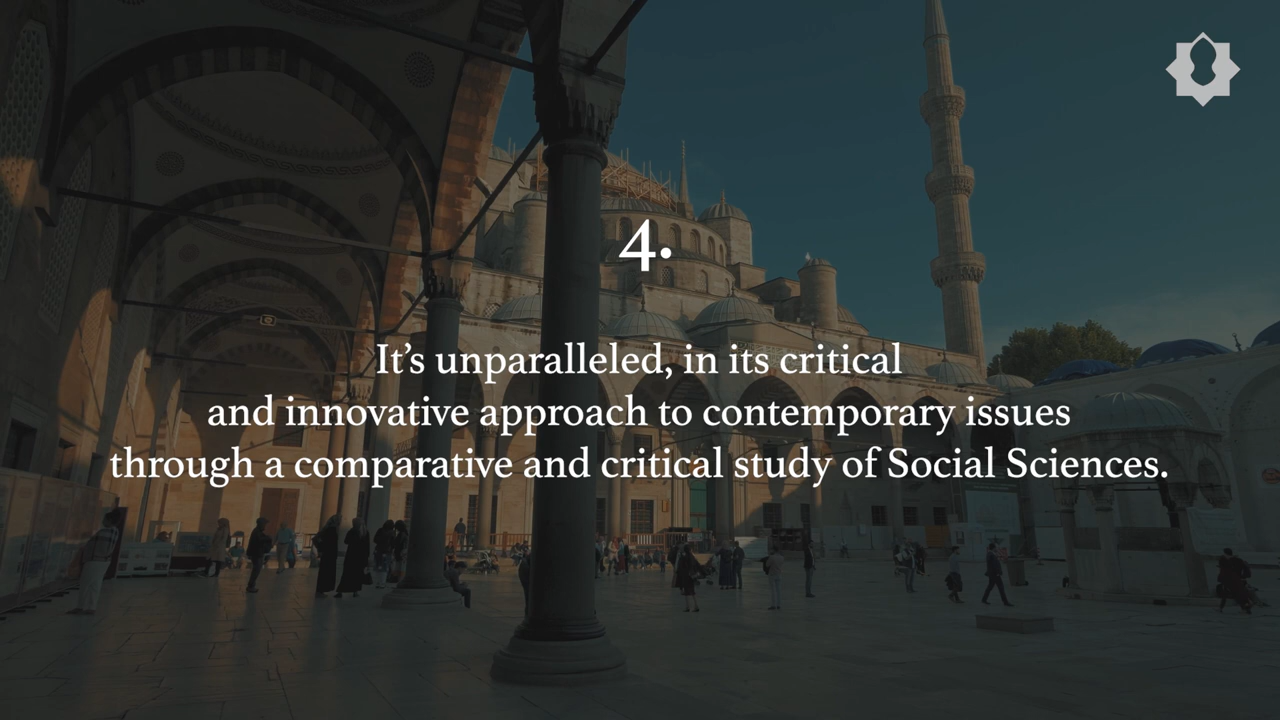 4.
It’s unparalleled, in its critical
and innovative approach to contemporary issues
through a comparative and critical study of Social Sciences.